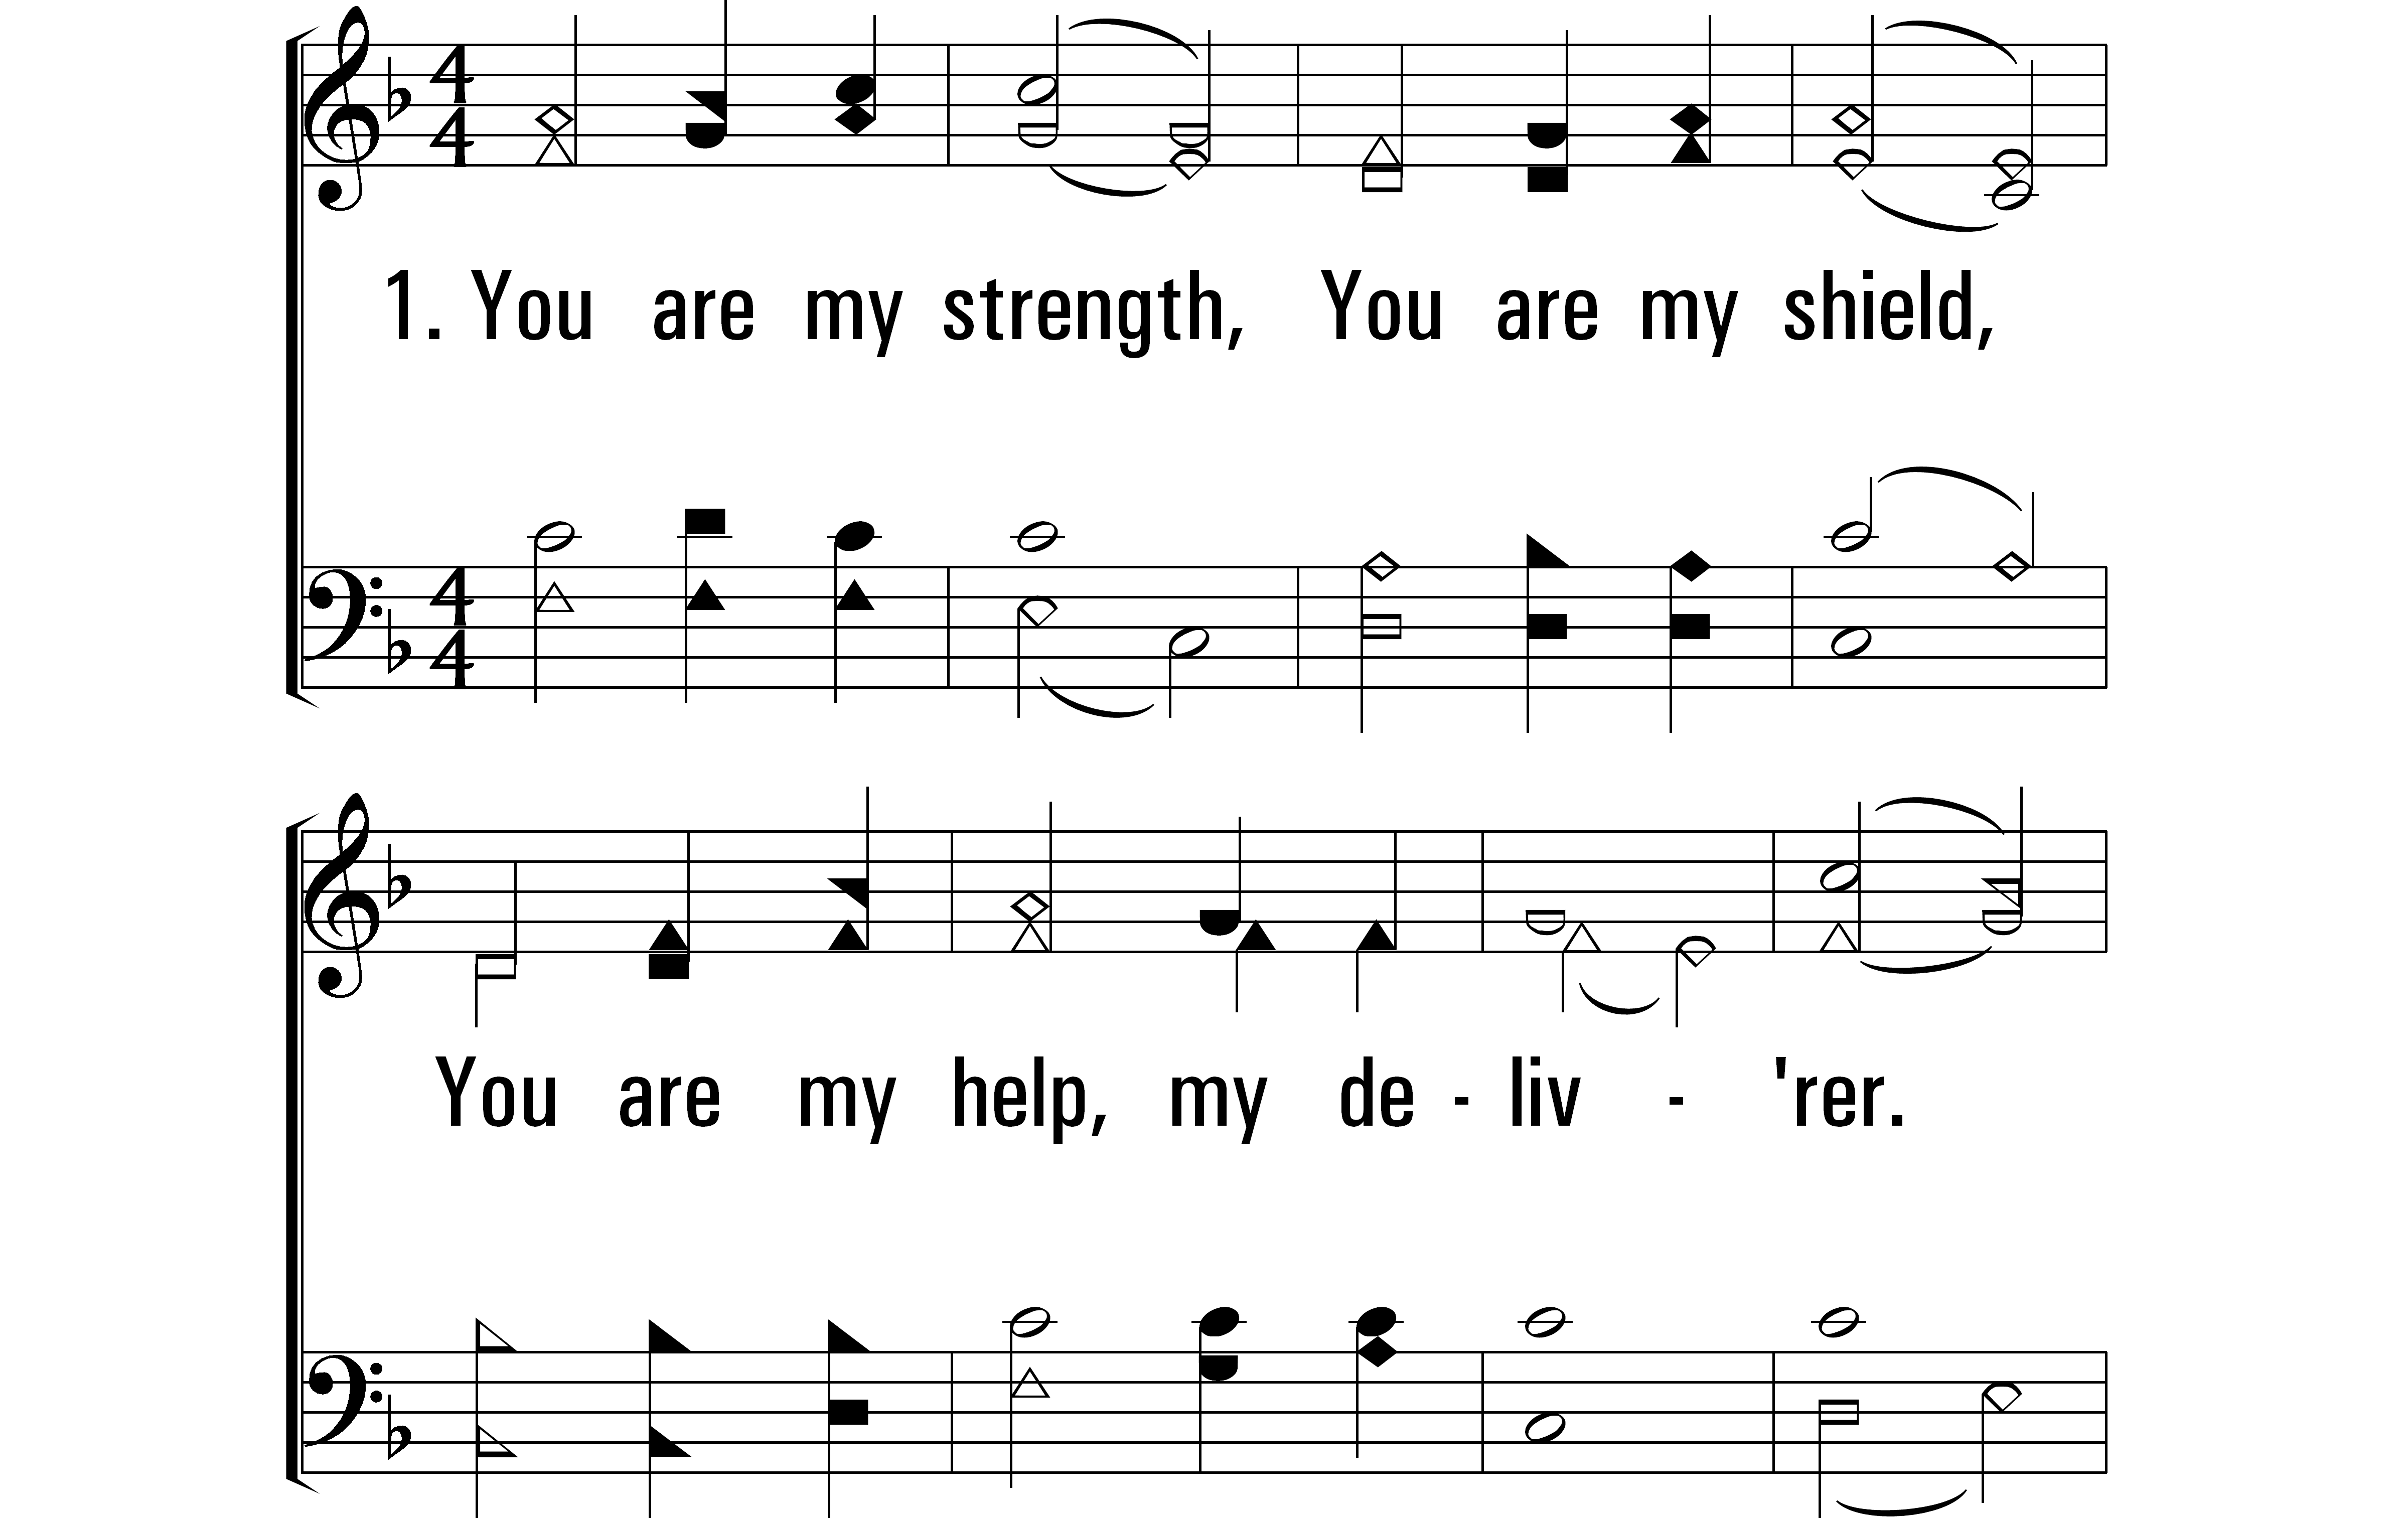 1. You are my strength, You are my shield,
You are my help, my de - liv - 'rer.